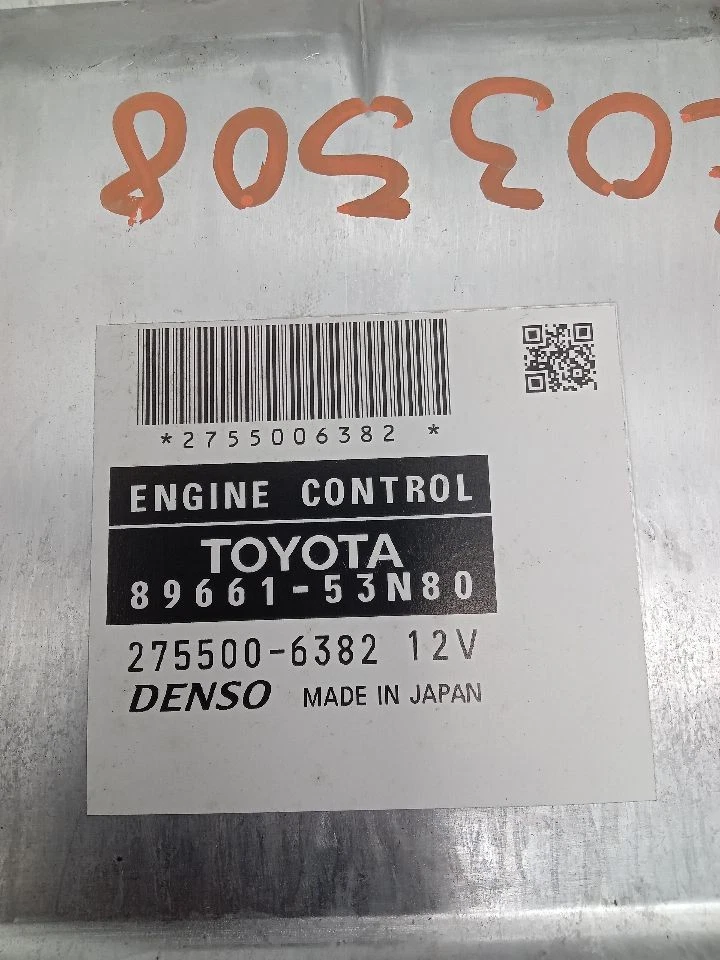 *2755006382 *
ENGINE CONTROL
TOYOTA
89661-53N80
275500-6382 12V
DENSO MADE IN JAPAN